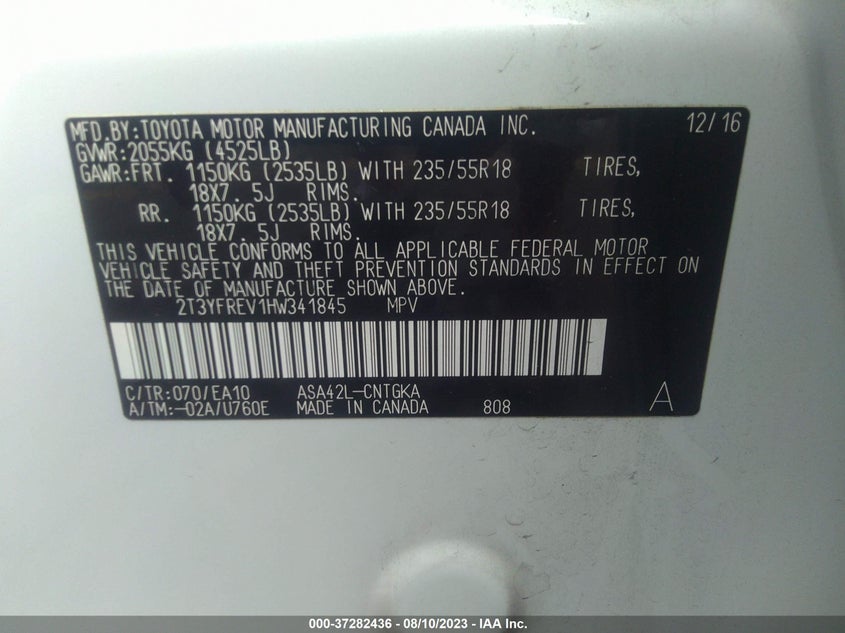 MFD.BY:TOYOTA MOTOR MANUFACTURING CANADA INC. 12/16
GVWR:2055KG (4525LB)
GAWR:FRT. 1150KG (2535LB) WITH 235/55R18 TIRES,
18X7. 5J RIMS.
RR. 1150KG (2535LB) WITH 235/55R18 TIRES,
18X7. 5J RIMS.
THIS VEHICLE CONFORMS TO ALL APPLICABLE FEDERAL MOTOR
VEHICLE SAFETY AND THEFT PREVENTION STANDARDS IN EFFECT ON
THE DATE OF MANUFACTURE SHOWN ABOVE.
2T3YFREV1HW341845 MPV
C/TR:070/EA10 ASA42L-CNTGKA
A/TM:-02A/U760E MADE IN CANADA 808 A
000-37282436 - 08/10/2023 - IAA Inc.